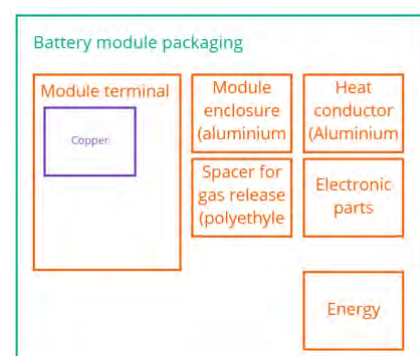 Battery module packaging
Module terminal
Copper
Module
enclosure
(aluminium
Heat
conductor
(Aluminium
Spacer for
gas release
(polyethyle
Electronic
parts
Energy